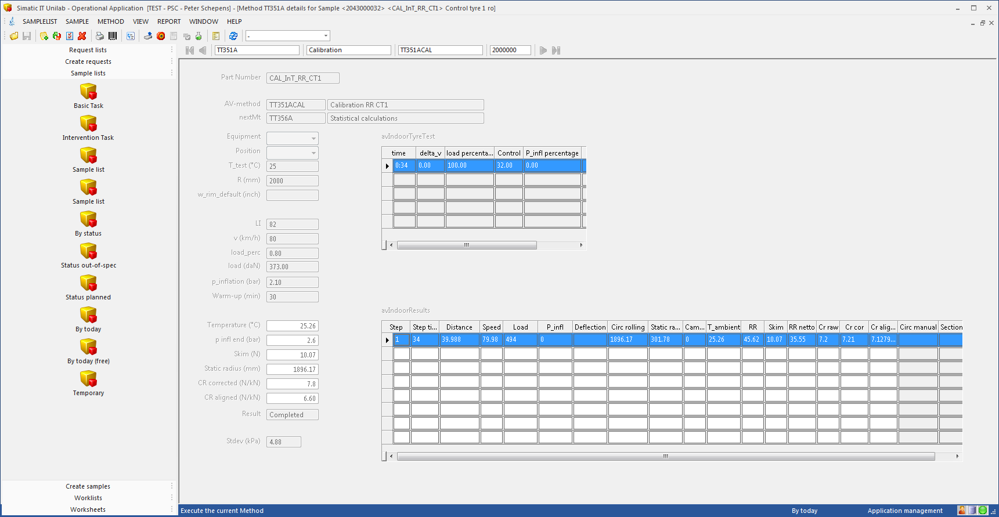 Simatic IT Unilab - Operational Application  [TEST - PSC - Peter Schepens] - [Method TT351A details for Sample <2043000032> <CAL_InT_RR_CT1> Control tyre 1 ro]
SAMPLELIST SAMPLE METHOD VIEW REPORT WINDOW HELP
-
TT351A Calibration TT351ACAL 2000000
Request lists
Create requests
Sample lists
Basic Task
Intervention Task
Sample list
Sample list
By status
Status out-of-spec
Status planned
By today
By today (free)
Temporary
Create samples
Worklists
Worksheets
Part Number CAL_InT_RR_CT1
AV-method TT351ACAL Calibration RR CT1
nextMt TT356A Statistical calculations
Equipment
Position
T_test (°C) 25
R (mm) 2000
w_rim_default (inch)
LI 82
v (km/h) 80
load_perc 0.80
load (daN) 373.00
p_inflation (bar) 2.10
Warm-up (min) 30
Temperature (°C) 25.26
p infl end (bar) 2.6
Skim (N) 10.07
Static radius (mm) 1896.17
CR corrected (N/kN) 7.8
CR aligned (N/kN) 6.60
Result Completed
Stdev (kPa) 4.88
avIndoorTyreTest
time delta_v load percenta... Control P_infl percentage
0:34 0.00 100.00 32.00 0.00
avIndoorResults
Step Step ti... Distance Speed Load P_infl Deflection Circ rolling Static ra... Cam... T_ambient RR Skim RR netto Cr raw Cr cor Cr alig... Circ manual Section
1 34 39.988 79.98 494 0 1896.17 301.78 0 25.26 45.62 10.07 35.55 7.2 7.21 7.1279...
Execute the current Method By today Application management